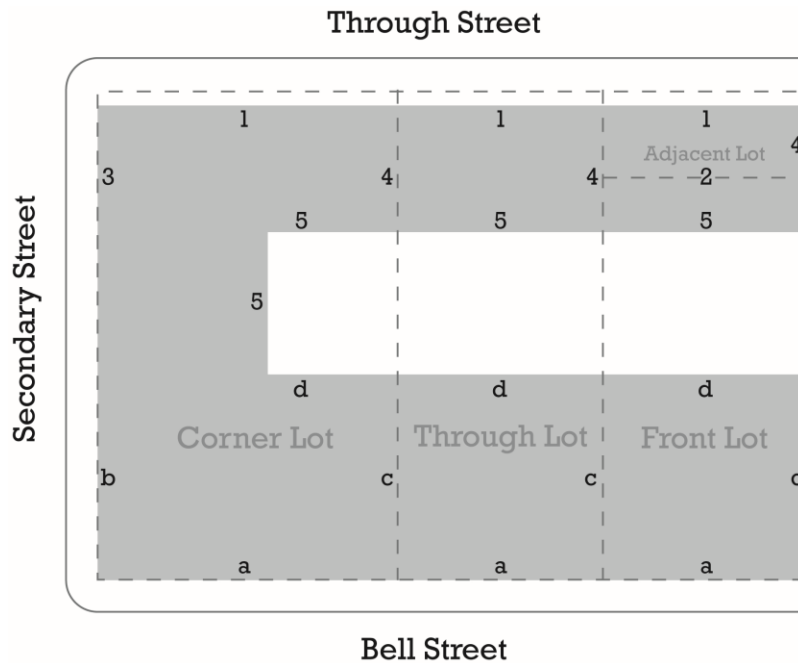 Through Street
1 1 1
4
Adjacent Lot
3 4 4 2
5 5 5
Secondary Street
5
d d d
Corner Lot Through Lot Front Lot
b c c
a a a
Bell Street